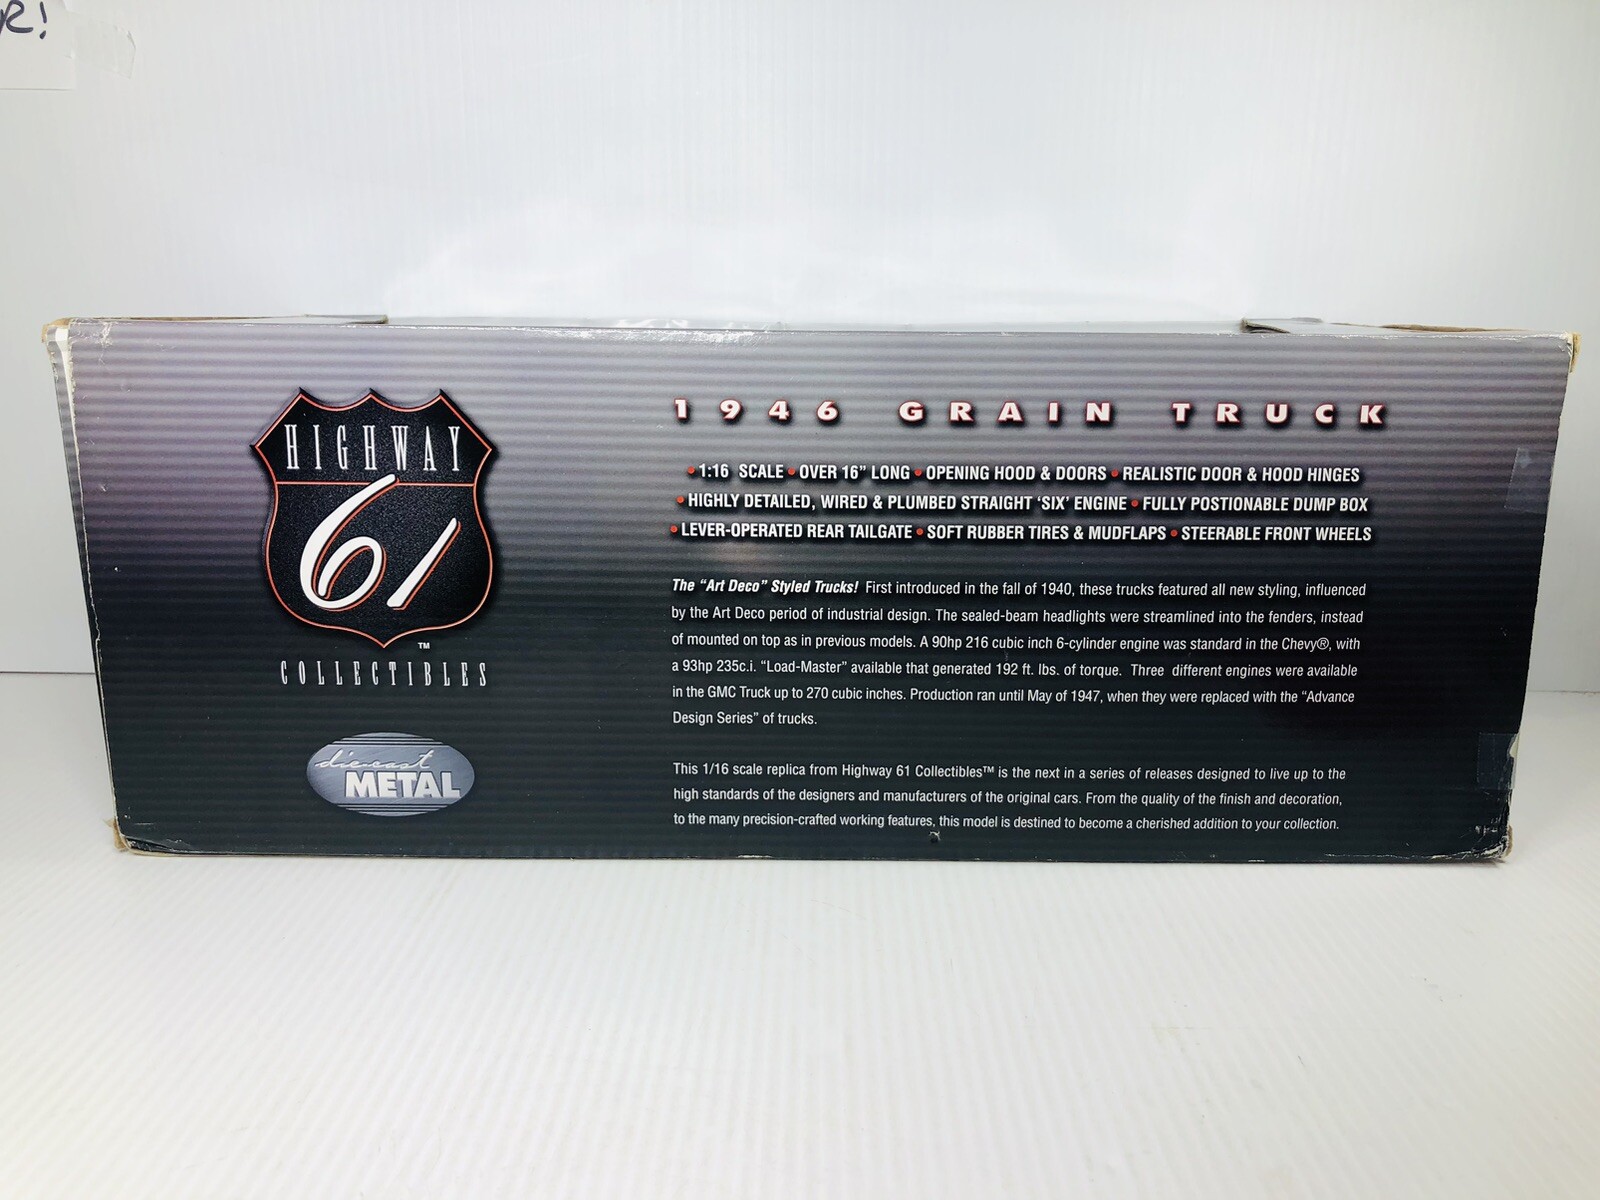 R!
HIGHWAY
61
™
COLLECTIBLES
die-cast
METAL
1946 GRAIN TRUCK
•1:16 SCALE • OVER 16” LONG • OPENING HOOD & DOORS • REALISTIC DOOR & HOOD HINGES
• HIGHLY DETAILED, WIRED & PLUMBED STRAIGHT ‘SIX’ ENGINE • FULLY POSTIONABLE DUMP BOX
• LEVER-OPERATED REAR TAILGATE • SOFT RUBBER TIRES & MUDFLAPS • STEERABLE FRONT WHEELS
The “Art Deco” Styled Trucks! First introduced in the fall of 1940, these trucks featured all new styling, influenced
by the Art Deco period of industrial design. The sealed-beam headlights were streamlined into the fenders, instead
of mounted on top as in previous models. A 90hp 216 cubic inch 6-cylinder engine was standard in the Chevy®, with
a 93hp 235c.i. “Load-Master” available that generated 192 ft. lbs. of torque. Three different engines were available
in the GMC Truck up to 270 cubic inches. Production ran until May of 1947, when they were replaced with the “Advance
Design Series” of trucks.
This 1/16 scale replica from Highway 61 Collectibles™ is the next in a series of releases designed to live up to the
high standards of the designers and manufacturers of the original cars. From the quality of the finish and decoration,
to the many precision-crafted working features, this model is destined to become a cherished addition to your collection.